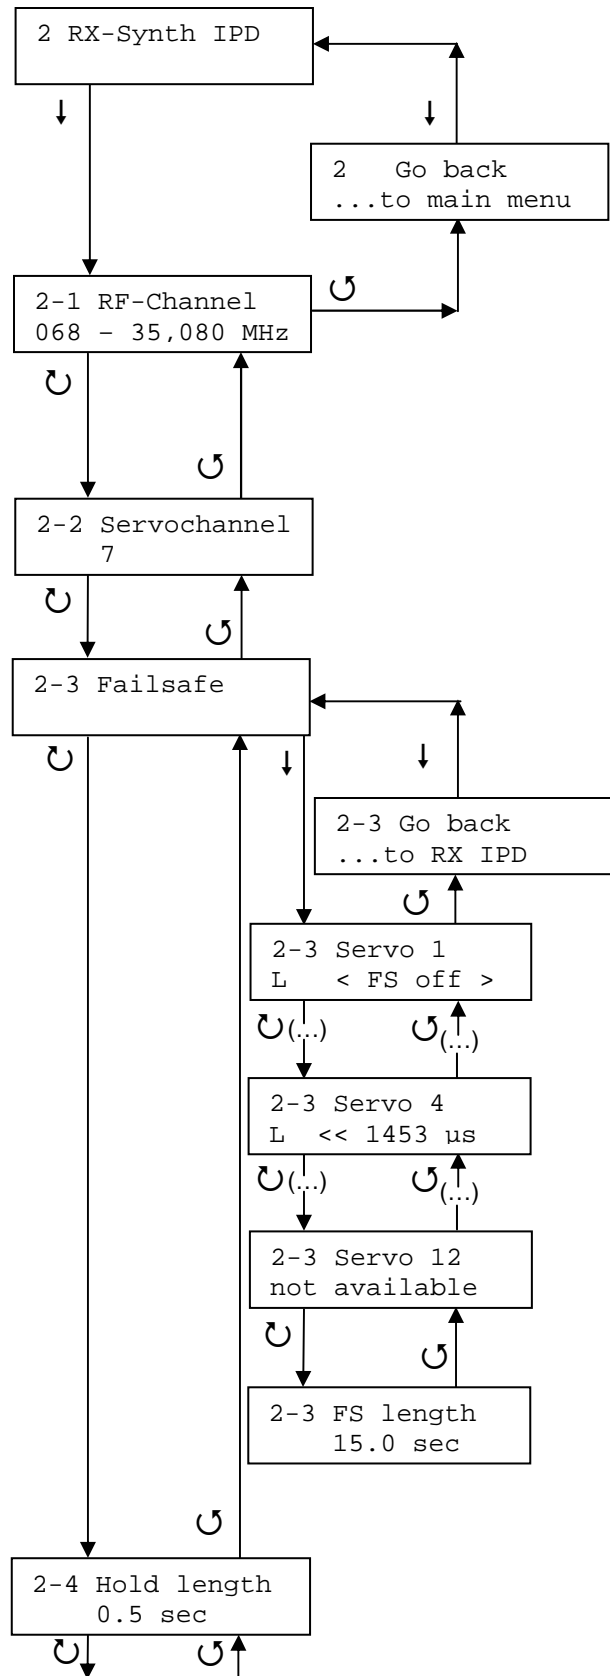 2 RX-Synth IPD
2 Go back
...to main menu
2-1 RF-Channel
068 – 35,080 MHz
2-2 Servochannel
7
2-3 Failsafe
2-3 Go back
...to RX IPD
2-3 Servo 1
L < FS off >
(...)
(...)
2-3 Servo 4
L << 1453 µs
(...)
(...)
2-3 Servo 12
not available
2-3 FS length
15.0 sec
2-4 Hold length
0.5 sec